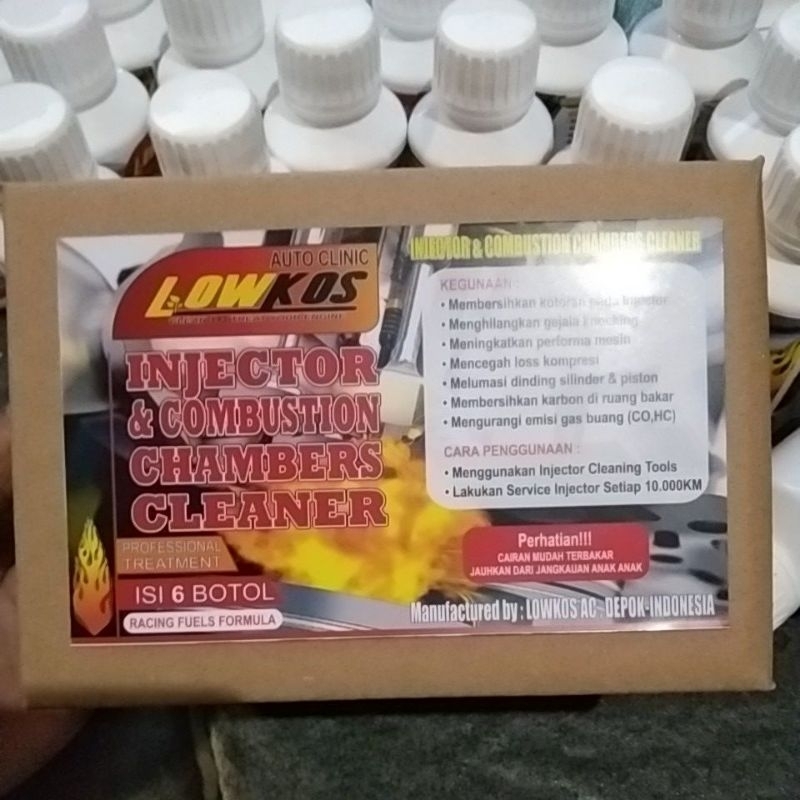 AUTO CLINIC
LOWKOS
INJECTOR
& COMBUSTION
CHAMBERS
CLEANER
PROFESSIONAL
TREATMENT
ISI 6 BOTOL
RACING FUELS FORMULA
INJECTOR & COMBUSTION CHAMBERS CLEANER
KEGUNAAN :
• Membersihkan kotoran pada Injector
• Menghilangkan gejala knocking
• Meningkatkan performa mesin
• Mencegah loss kompresi
• Melumasi dinding silinder & piston
• Membersihkan karbon di ruang bakar
• Mengurangi emisi gas buang (CO,HC)
CARA PENGGUNAAN :
• Menggunakan Injector Cleaning Tools
• Lakukan Service Injector Setiap 10.000KM
Perhatian!!!
CAIRAN MUDAH TERBAKAR
JAUHKAN DARI JANGKAUAN ANAK ANAK
Manufactured by : LOWKOS AC - DEPOK-INDONESIA